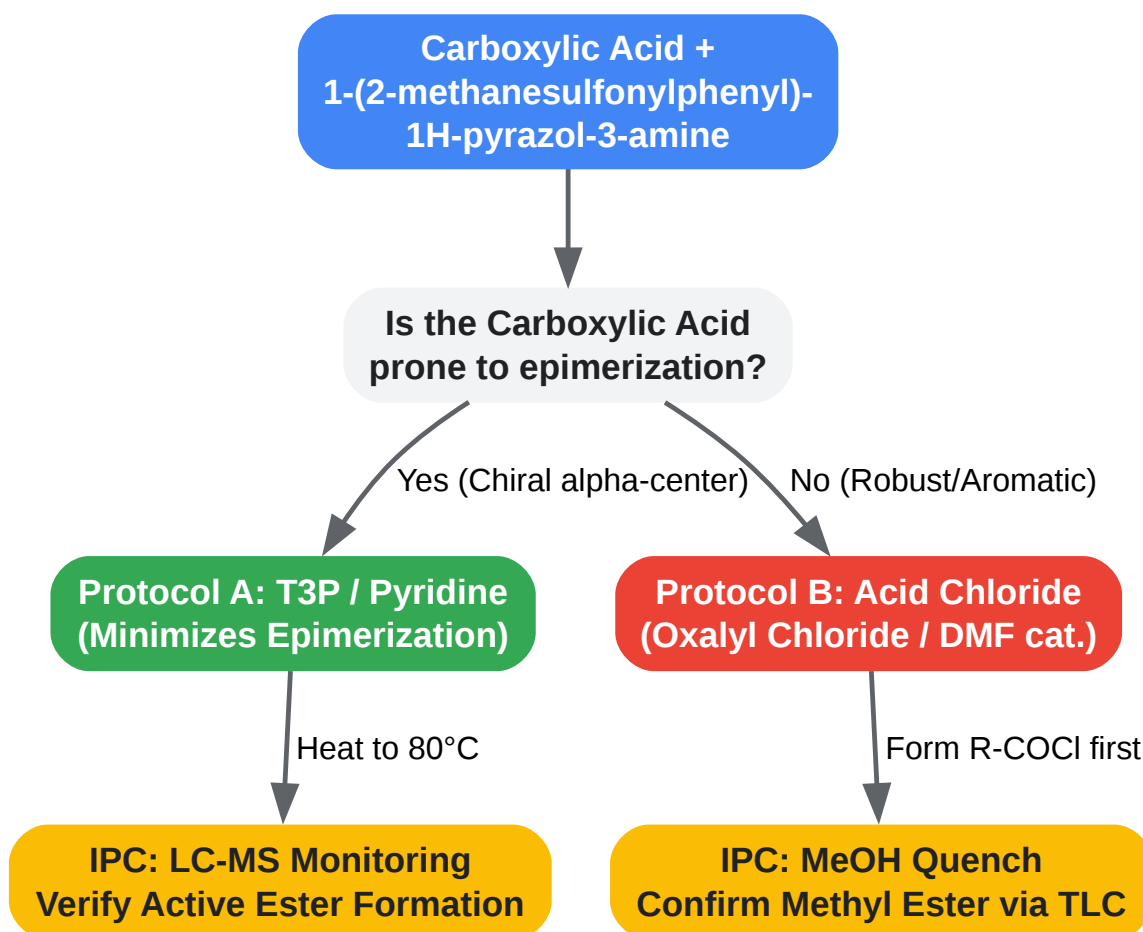 Carboxylic Acid +
1-(2-methanesulfonylphenyl)-
1H-pyrazol-3-amine
Is the Carboxylic Acid
prone to epimerization?
Yes (Chiral alpha-center)
No (Robust/Aromatic)
Protocol A: T3P / Pyridine
(Minimizes Epimerization)
Protocol B: Acid Chloride
(Oxalyl Chloride / DMF cat.)
Heat to 80°C
Form R-COCl first
IPC: LC-MS Monitoring
Verify Active Ester Formation
IPC: MeOH Quench
Confirm Methyl Ester via TLC